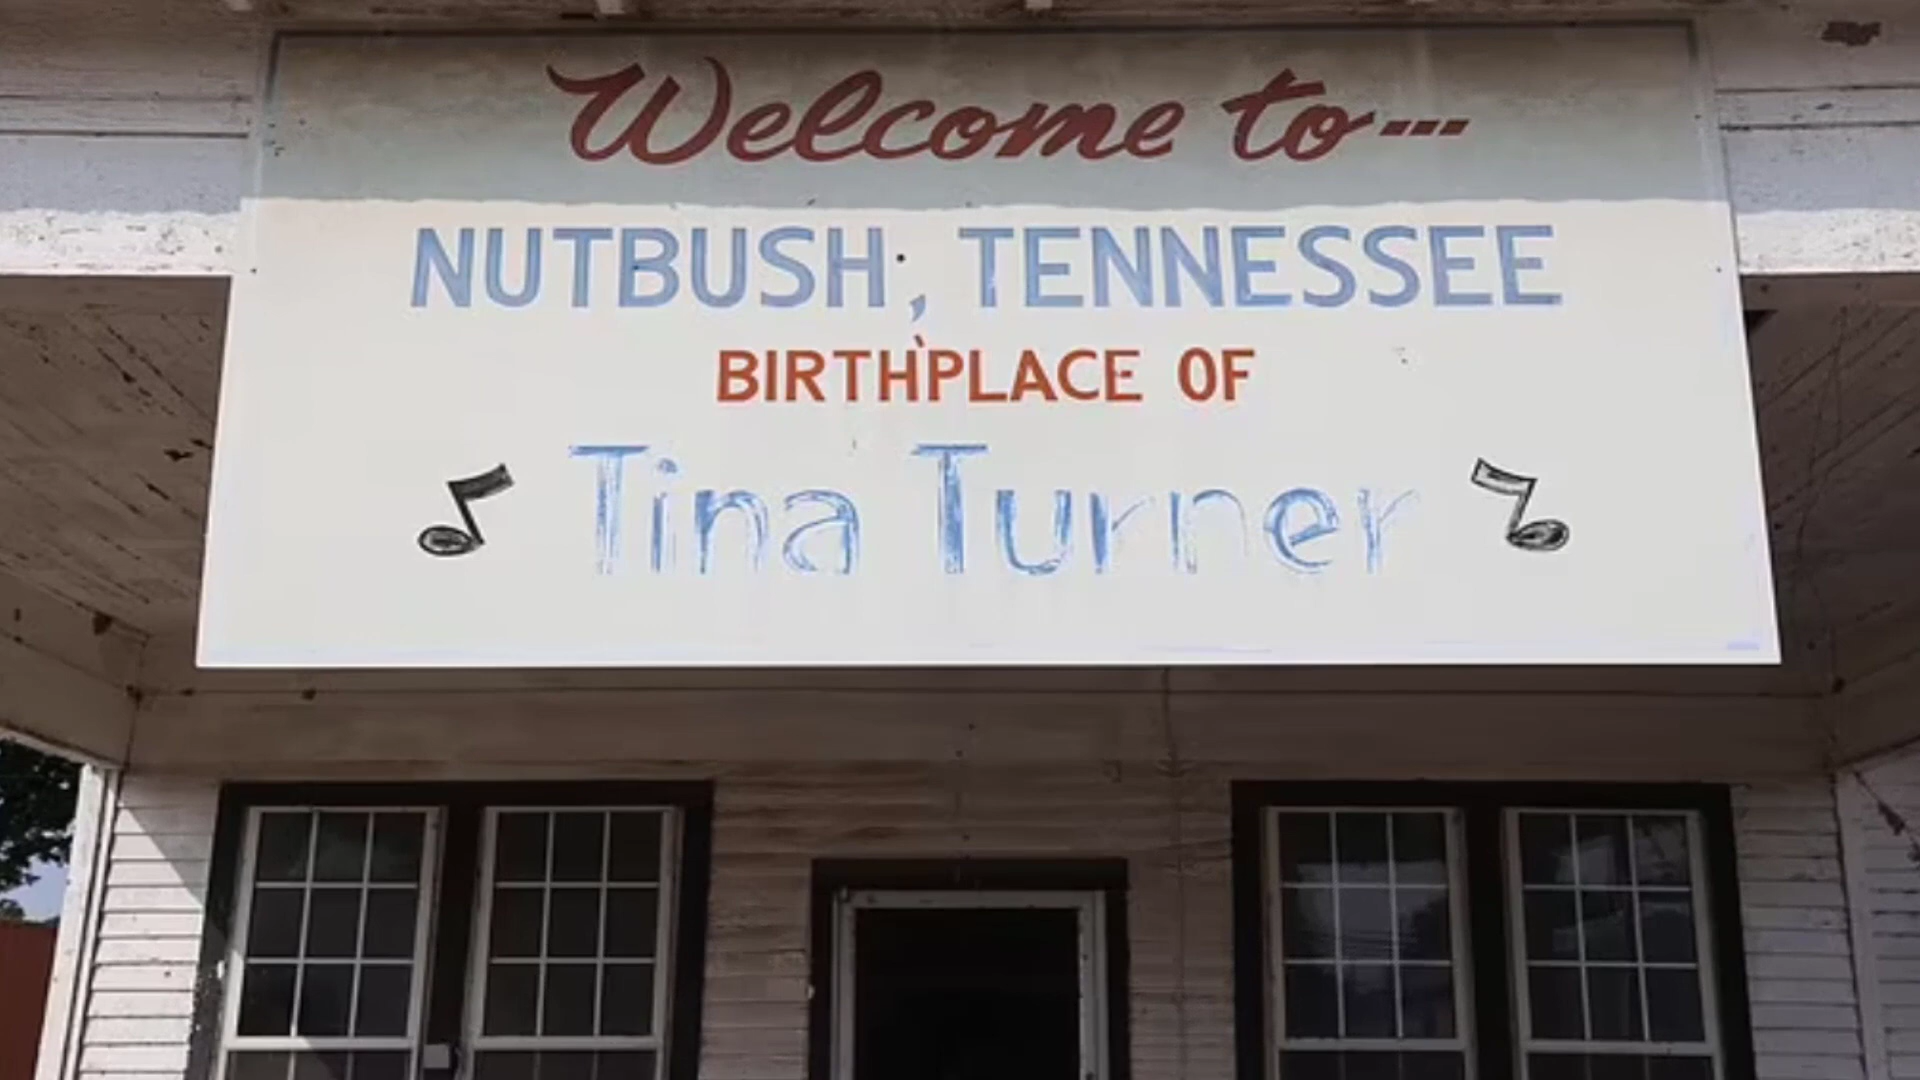 Welcome to---
NUTBUSH, TENNESSEE
BIRTHPLACE OF
Tina Turner